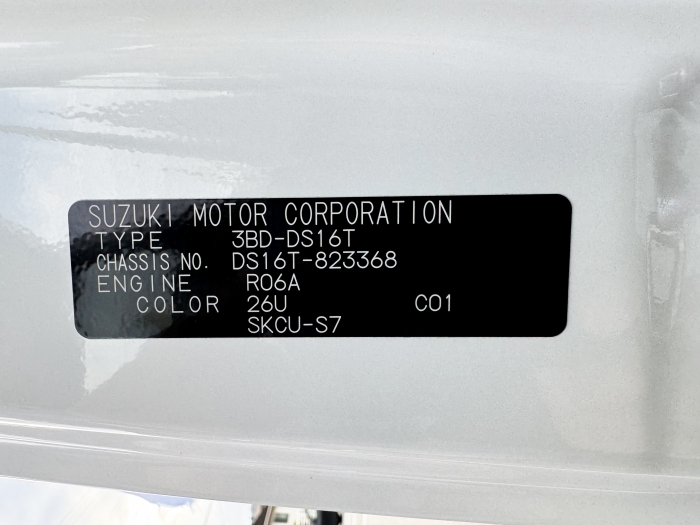 SUZUKI MOTOR CORPORATION
TYPE 3BD-DS16T
CHASSIS NO. DS16T-823368
ENGINE R06A
COLOR 26U C01
SKCU-S7